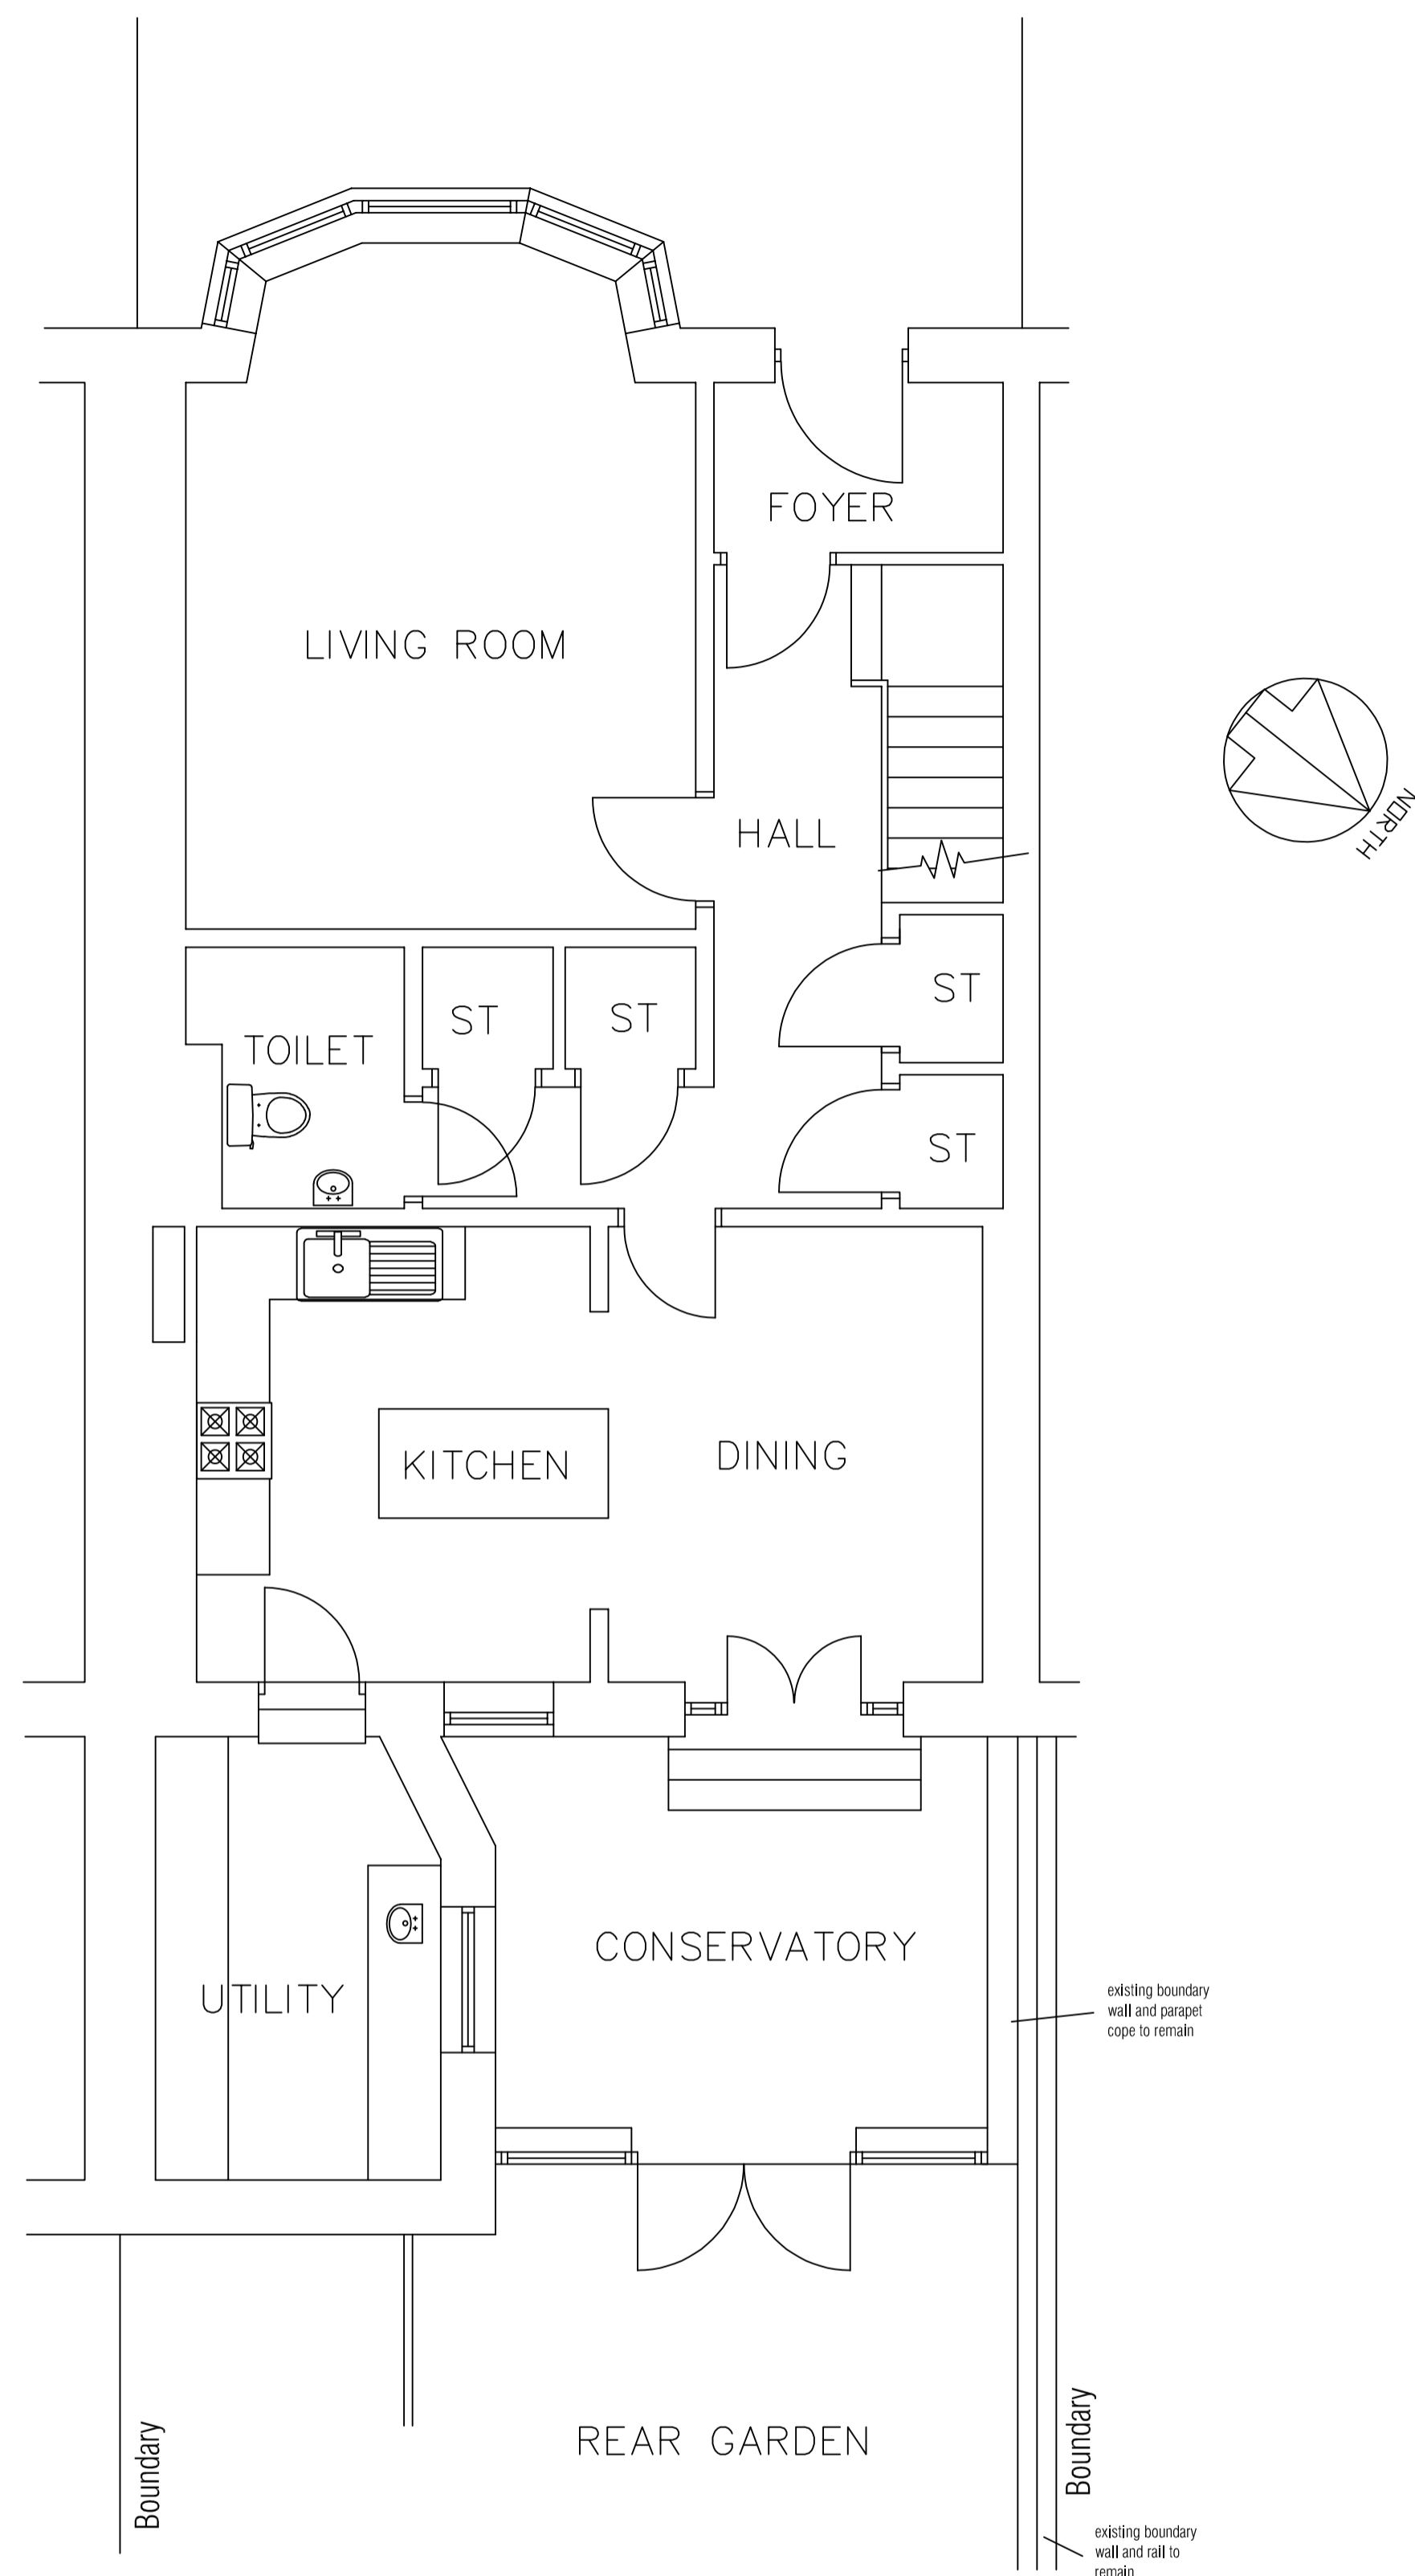 FOYER
LIVING ROOM
NORTH
HALL
ST
ST
ST
TOILET
ST
DINING
KITCHEN
CONSERVATORY
UTILITY
existing boundary
wall and parapet
cope to remain
REAR GARDEN
Boundary
Boundary
existing boundary
wall and rail to
remain